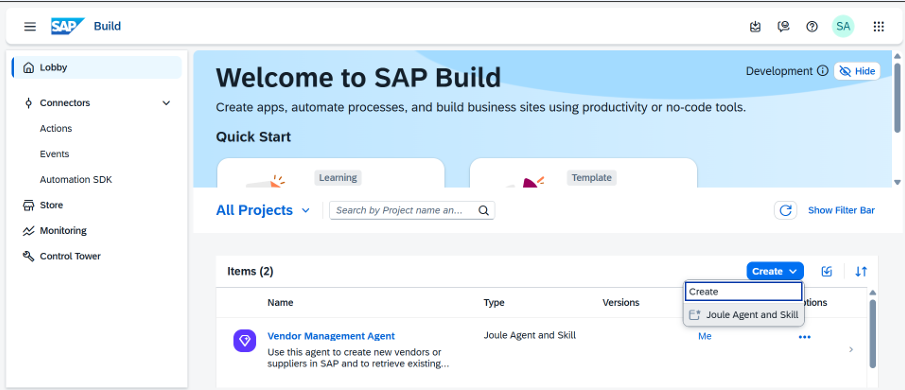 SAP Build
SA
Lobby
Connectors
Actions
Events
Automation SDK
Store
Monitoring
Control Tower
Welcome to SAP Build
Development
Hide
Create apps, automate processes, and build business sites using productivity or no-code tools.
Quick Start
Learning
Template
All Projects
Search by Project name an...
Show Filter Bar
Items (2)
Create
Create
Joule Agent and Skill
Name Type Versions
Vendor Management Agent Joule Agent and Skill Me
Use this agent to create new vendors or
suppliers in SAP and to retrieve existing...